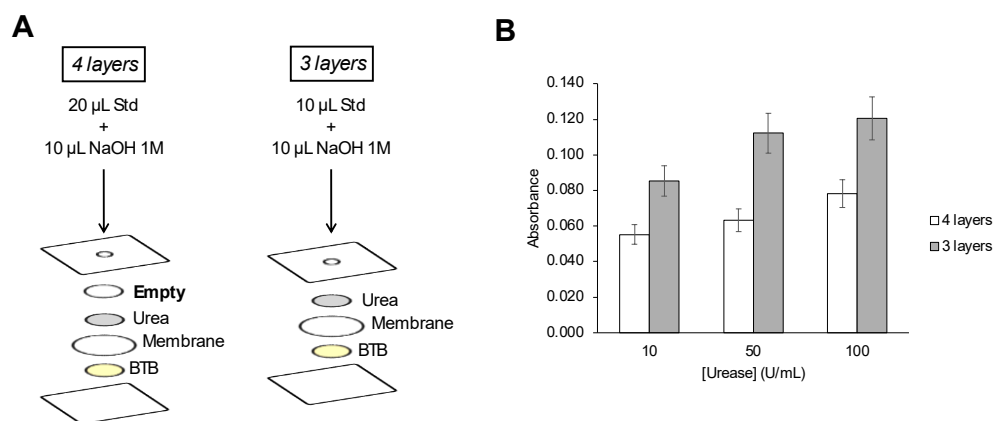 A
4 layers
20 µL Std
+
10 µL NaOH 1M
Empty
Urea
Membrane
BTB
3 layers
10 µL Std
+
10 µL NaOH 1M
Urea
Membrane
BTB
B
Absorbance
0.140
0.120
0.100
0.080
0.060
0.040
0.020
0.000
10 50 100
[Urease] (U/mL)
4 layers
3 layers